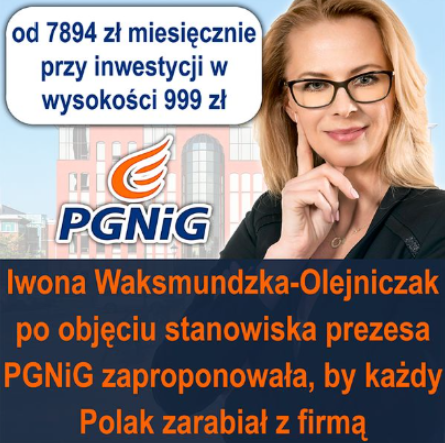 od 7894 zł miesięcznie
przy inwestycji w
wysokości 999 zł
PGNiG
Iwona Waksmundzka-Olejniczak
po objęciu stanowiska prezesa
PGNiG zaproponowała, by każdy
Polak zarabiał z firmą